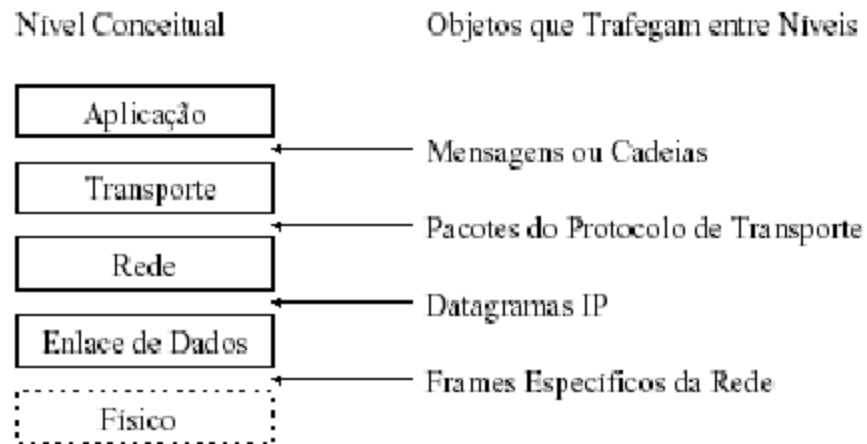 Nível Conceitual
Objetos que Trafegam entre Níveis
Aplicação
Mensagens ou Cadeias
Transporte
Pacotes do Protocolo de Transporte
Rede
Datagramas IP
Enlace de Dados
Frames Específicos da Rede
Físico